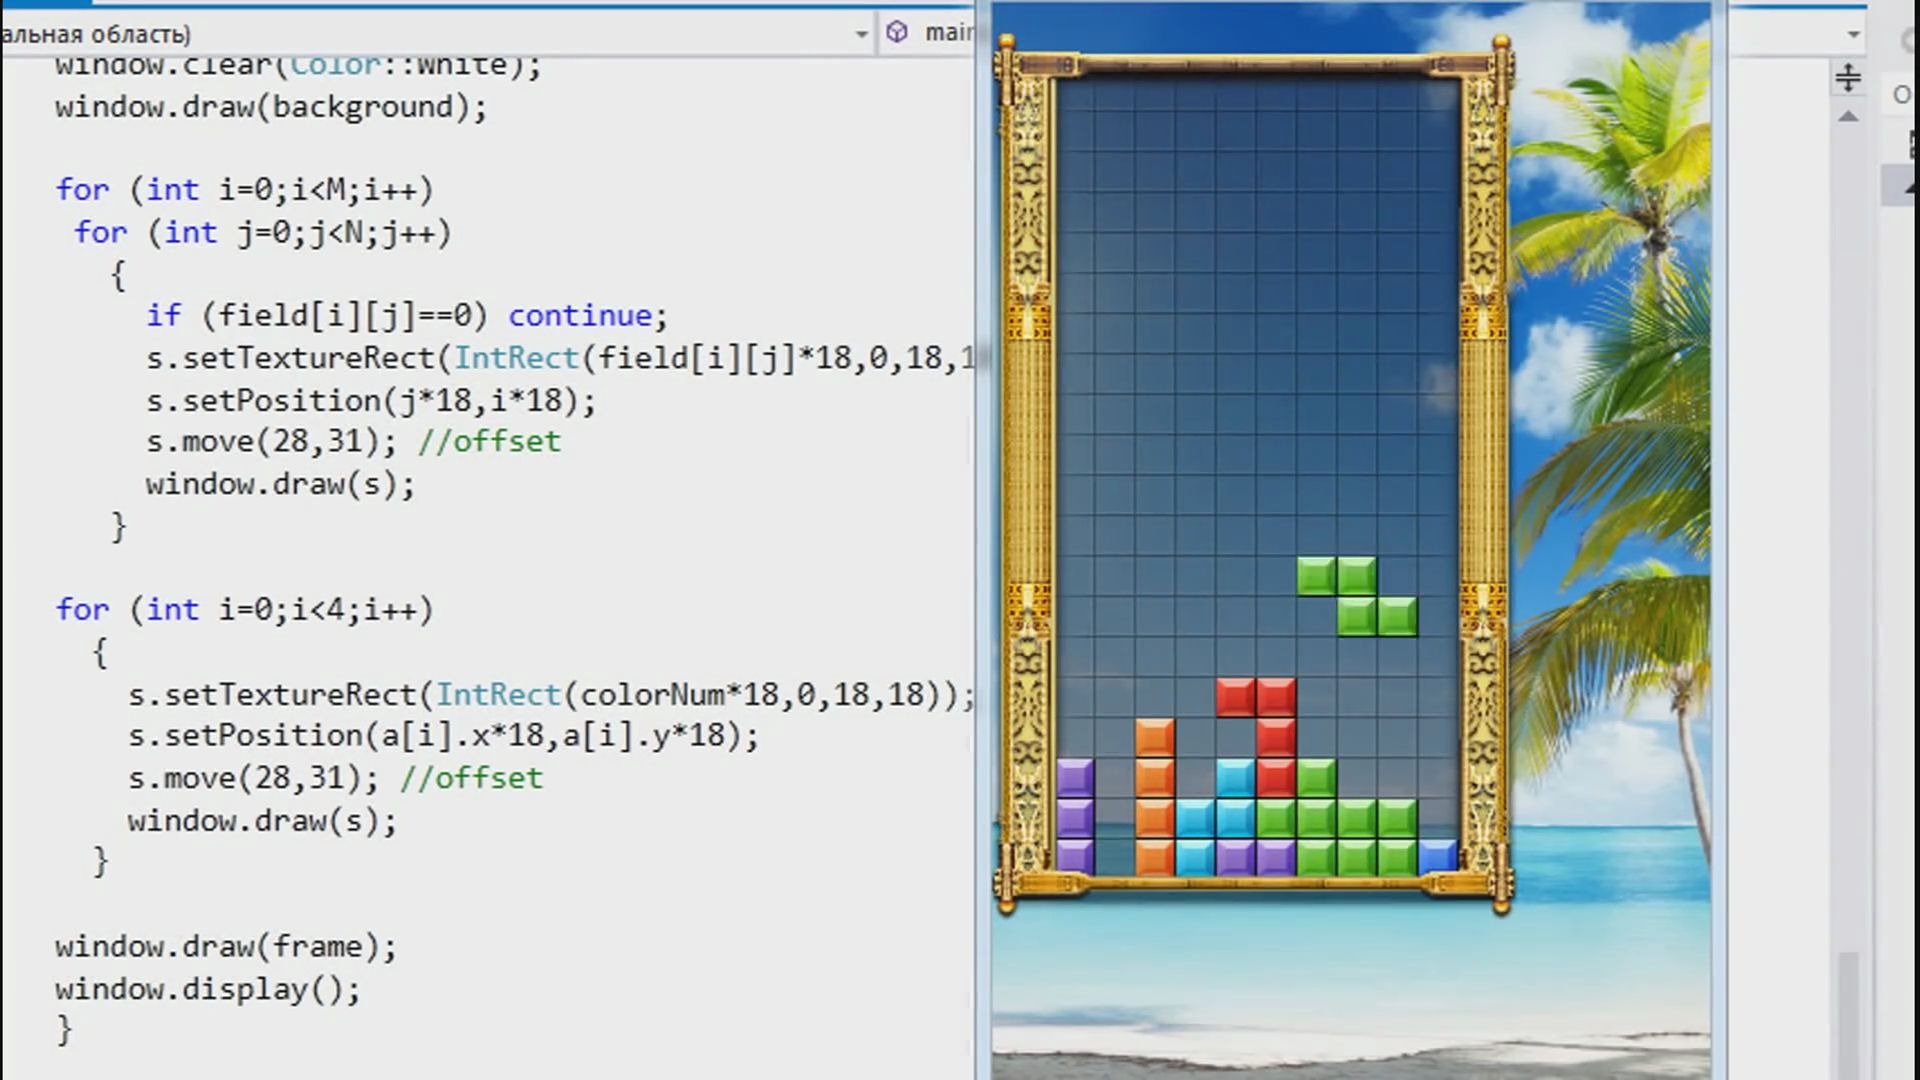 альная область)
main
window.clear(Color::White);
window.draw(background);
for (int i=0;i<M;i++)
for (int j=0;j<N;j++)
{
if (field[i][j]==0) continue;
s.setTextureRect(IntRect(field[i][j]*18,0,18,1
s.setPosition(j*18,i*18);
s.move(28,31); //offset
window.draw(s);
}
for (int i=0;i<4;i++)
{
s.setTextureRect(IntRect(colorNum*18,0,18,18));
s.setPosition(a[i].x*18,a[i].y*18);
s.move(28,31); //offset
window.draw(s);
}
window.draw(frame);
window.display();
}